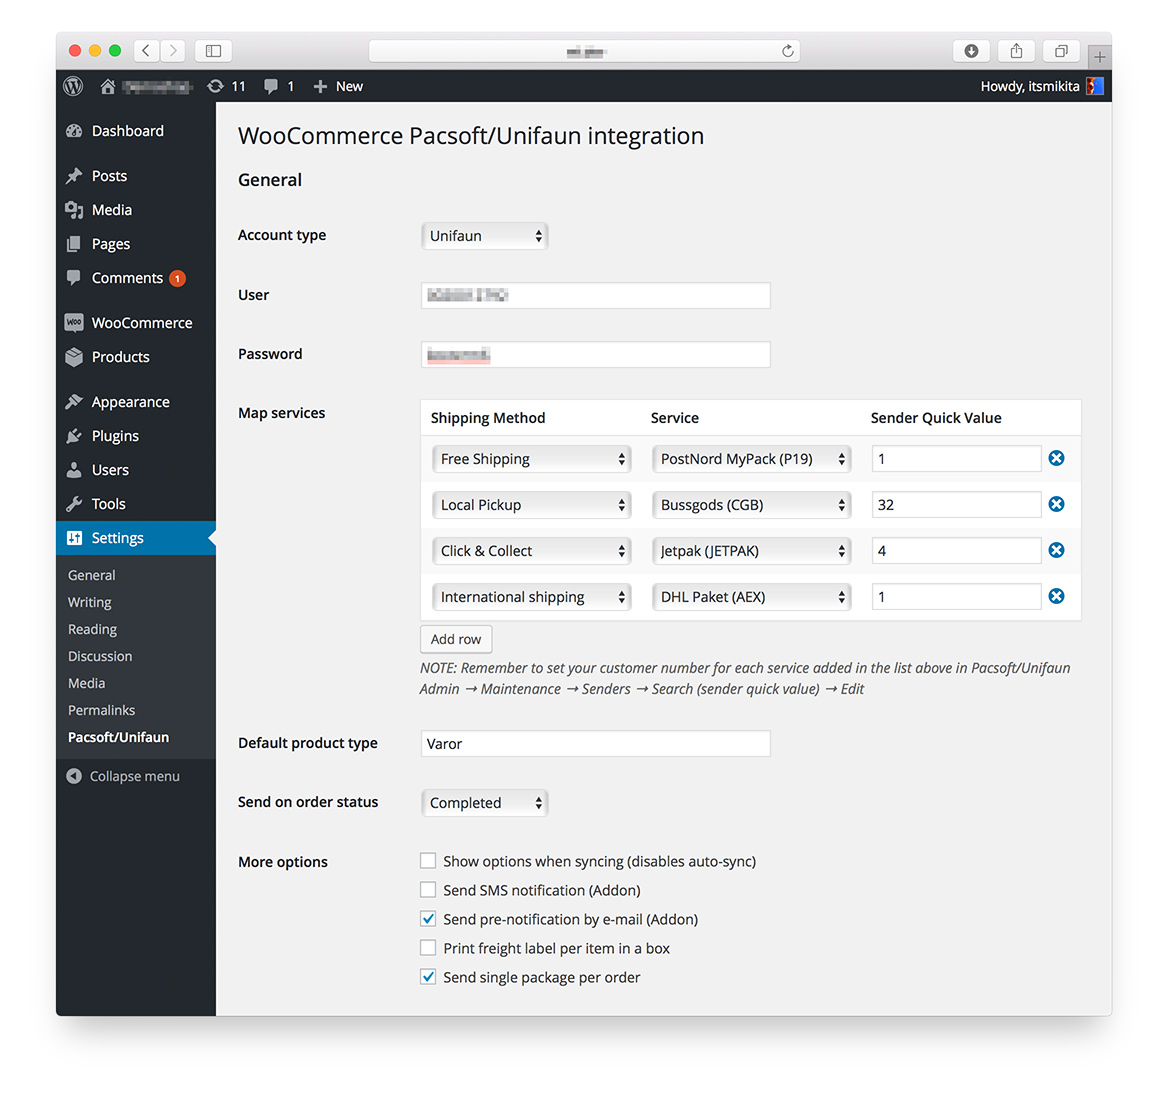 11 1 New Howdy, itsmikita
Dashboard
Posts
Media
Pages
Comments 1
WooCommerce
Products
Appearance
Plugins
Users
Tools
Settings
General
Writing
Reading
Discussion
Media
Permalinks
Pacsoft/Unifaun
Collapse menu
WooCommerce Pacsoft/Unifaun integration
General
Account type Unifaun
User
Password
Map services
Shipping Method Service Sender Quick Value
Free Shipping PostNord MyPack (P19) 1
Local Pickup Bussgods (CGB) 32
Click & Collect Jetpak (JETPAK) 4
International shipping DHL Paket (AEX) 1
Add row
NOTE: Remember to set your customer number for each service added in the list above in Pacsoft/Unifaun
Admin → Maintenance → Senders → Search (sender quick value) → Edit
Default product type Varor
Send on order status Completed
More options
Show options when syncing (disables auto-sync)
Send SMS notification (Addon)
Send pre-notification by e-mail (Addon)
Print freight label per item in a box
Send single package per order